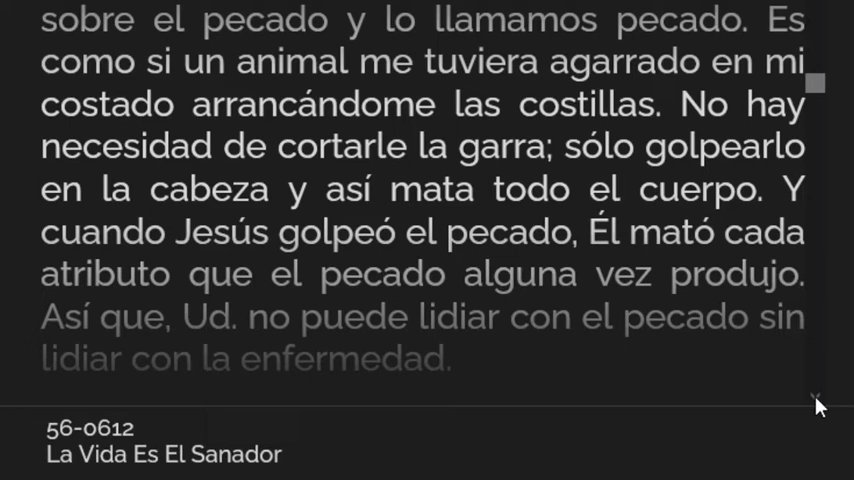 sobre el pecado y lo llamamos pecado. Es
como si un animal me tuviera agarrado en mi
costado arrancándome las costillas. No hay
necesidad de cortarle la garra; sólo golpearlo
en la cabeza y así mata todo el cuerpo. Y
cuando Jesús golpeó el pecado, Él mató cada
atributo que el pecado alguna vez produjo.
Así que, Ud. no puede lidiar con el pecado sin
lidiar con la enfermedad.
56-0612
La Vida Es El Sanador